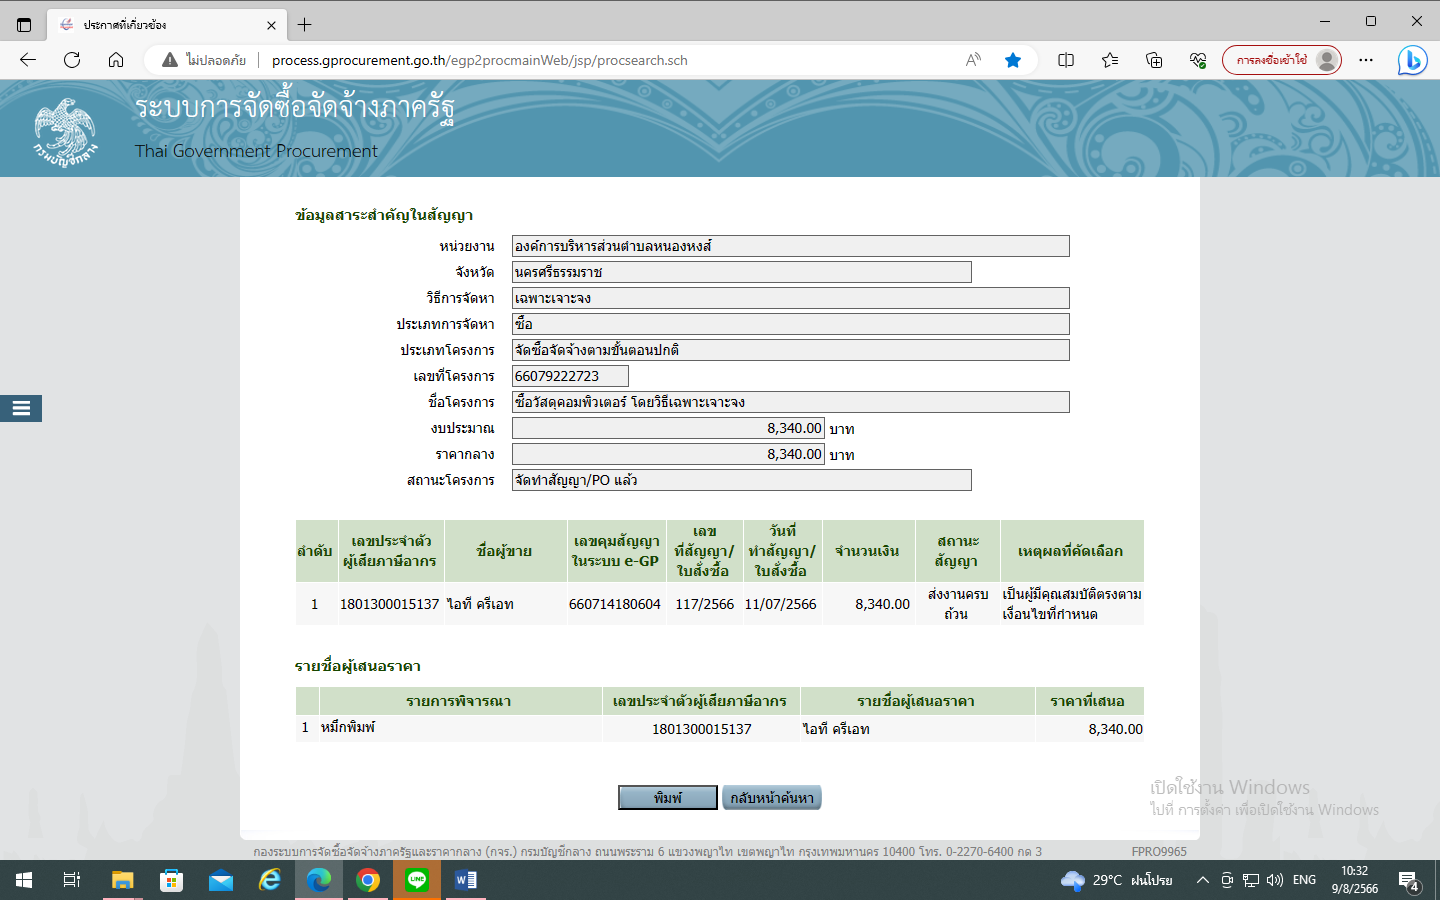 ประกาศที่เกี่ยวข้อง
ไม่ปลอดภัย process.gprocurement.go.th/egp2procmainWeb/jsp/procsearch.sch การลงชื่อเข้าใช้
ระบบการจัดซื้อจัดจ้างภาครัฐ
Thai Government Procurement
กรมบัญชีกลาง
ข้อมูลสาระสำคัญในสัญญา
หน่วยงาน องค์การบริหารส่วนตำบลหนองหงส์
จังหวัด นครศรีธรรมราช
วิธีการจัดหา เฉพาะเจาะจง
ประเภทการจัดหา ซื้อ
ประเภทโครงการ จัดซื้อจัดจ้างตามขั้นตอนปกติ
เลขที่โครงการ 66079222723
ชื่อโครงการ ซื้อวัสดุคอมพิวเตอร์ โดยวิธีเฉพาะเจาะจง
งบประมาณ 8,340.00 บาท
ราคากลาง 8,340.00 บาท
สถานะโครงการ จัดทำสัญญา/PO แล้ว
ลำดับ เลขประจำตัวผู้เสียภาษีอากร ชื่อผู้ขาย เลขคุมสัญญาในระบบ e-GP เลขที่สัญญา/ใบสั่งซื้อ วันที่ทำสัญญา/ใบสั่งซื้อ จำนวนเงิน สถานะสัญญา เหตุผลที่คัดเลือก
1 1801300015137 ไอที ครีเอท 660714180604 117/2566 11/07/2566 8,340.00 ส่งงานครบถ้วน เป็นผู้มีคุณสมบัติตรงตามเงื่อนไขที่กำหนด
รายชื่อผู้เสนอราคา
รายการพิจารณา เลขประจำตัวผู้เสียภาษีอากร รายชื่อผู้เสนอราคา ราคาที่เสนอ
1 หมึกพิมพ์ 1801300015137 ไอที ครีเอท 8,340.00
พิมพ์ กลับหน้าค้นหา
เปิดใช้งาน Windows
ไปที่ การตั้งค่า เพื่อเปิดใช้งาน Windows
กองระบบการจัดซื้อจัดจ้างภาครัฐและราคากลาง (กจร.) กรมบัญชีกลาง ถนนพระราม 6 แขวงพญาไท เขตพญาไท กรุงเทพมหานคร 10400 โทร. 0-2270-6400 กด 3 FPRO9965
29°C ฝนโปรย ENG 10:32
9/8/2566 4